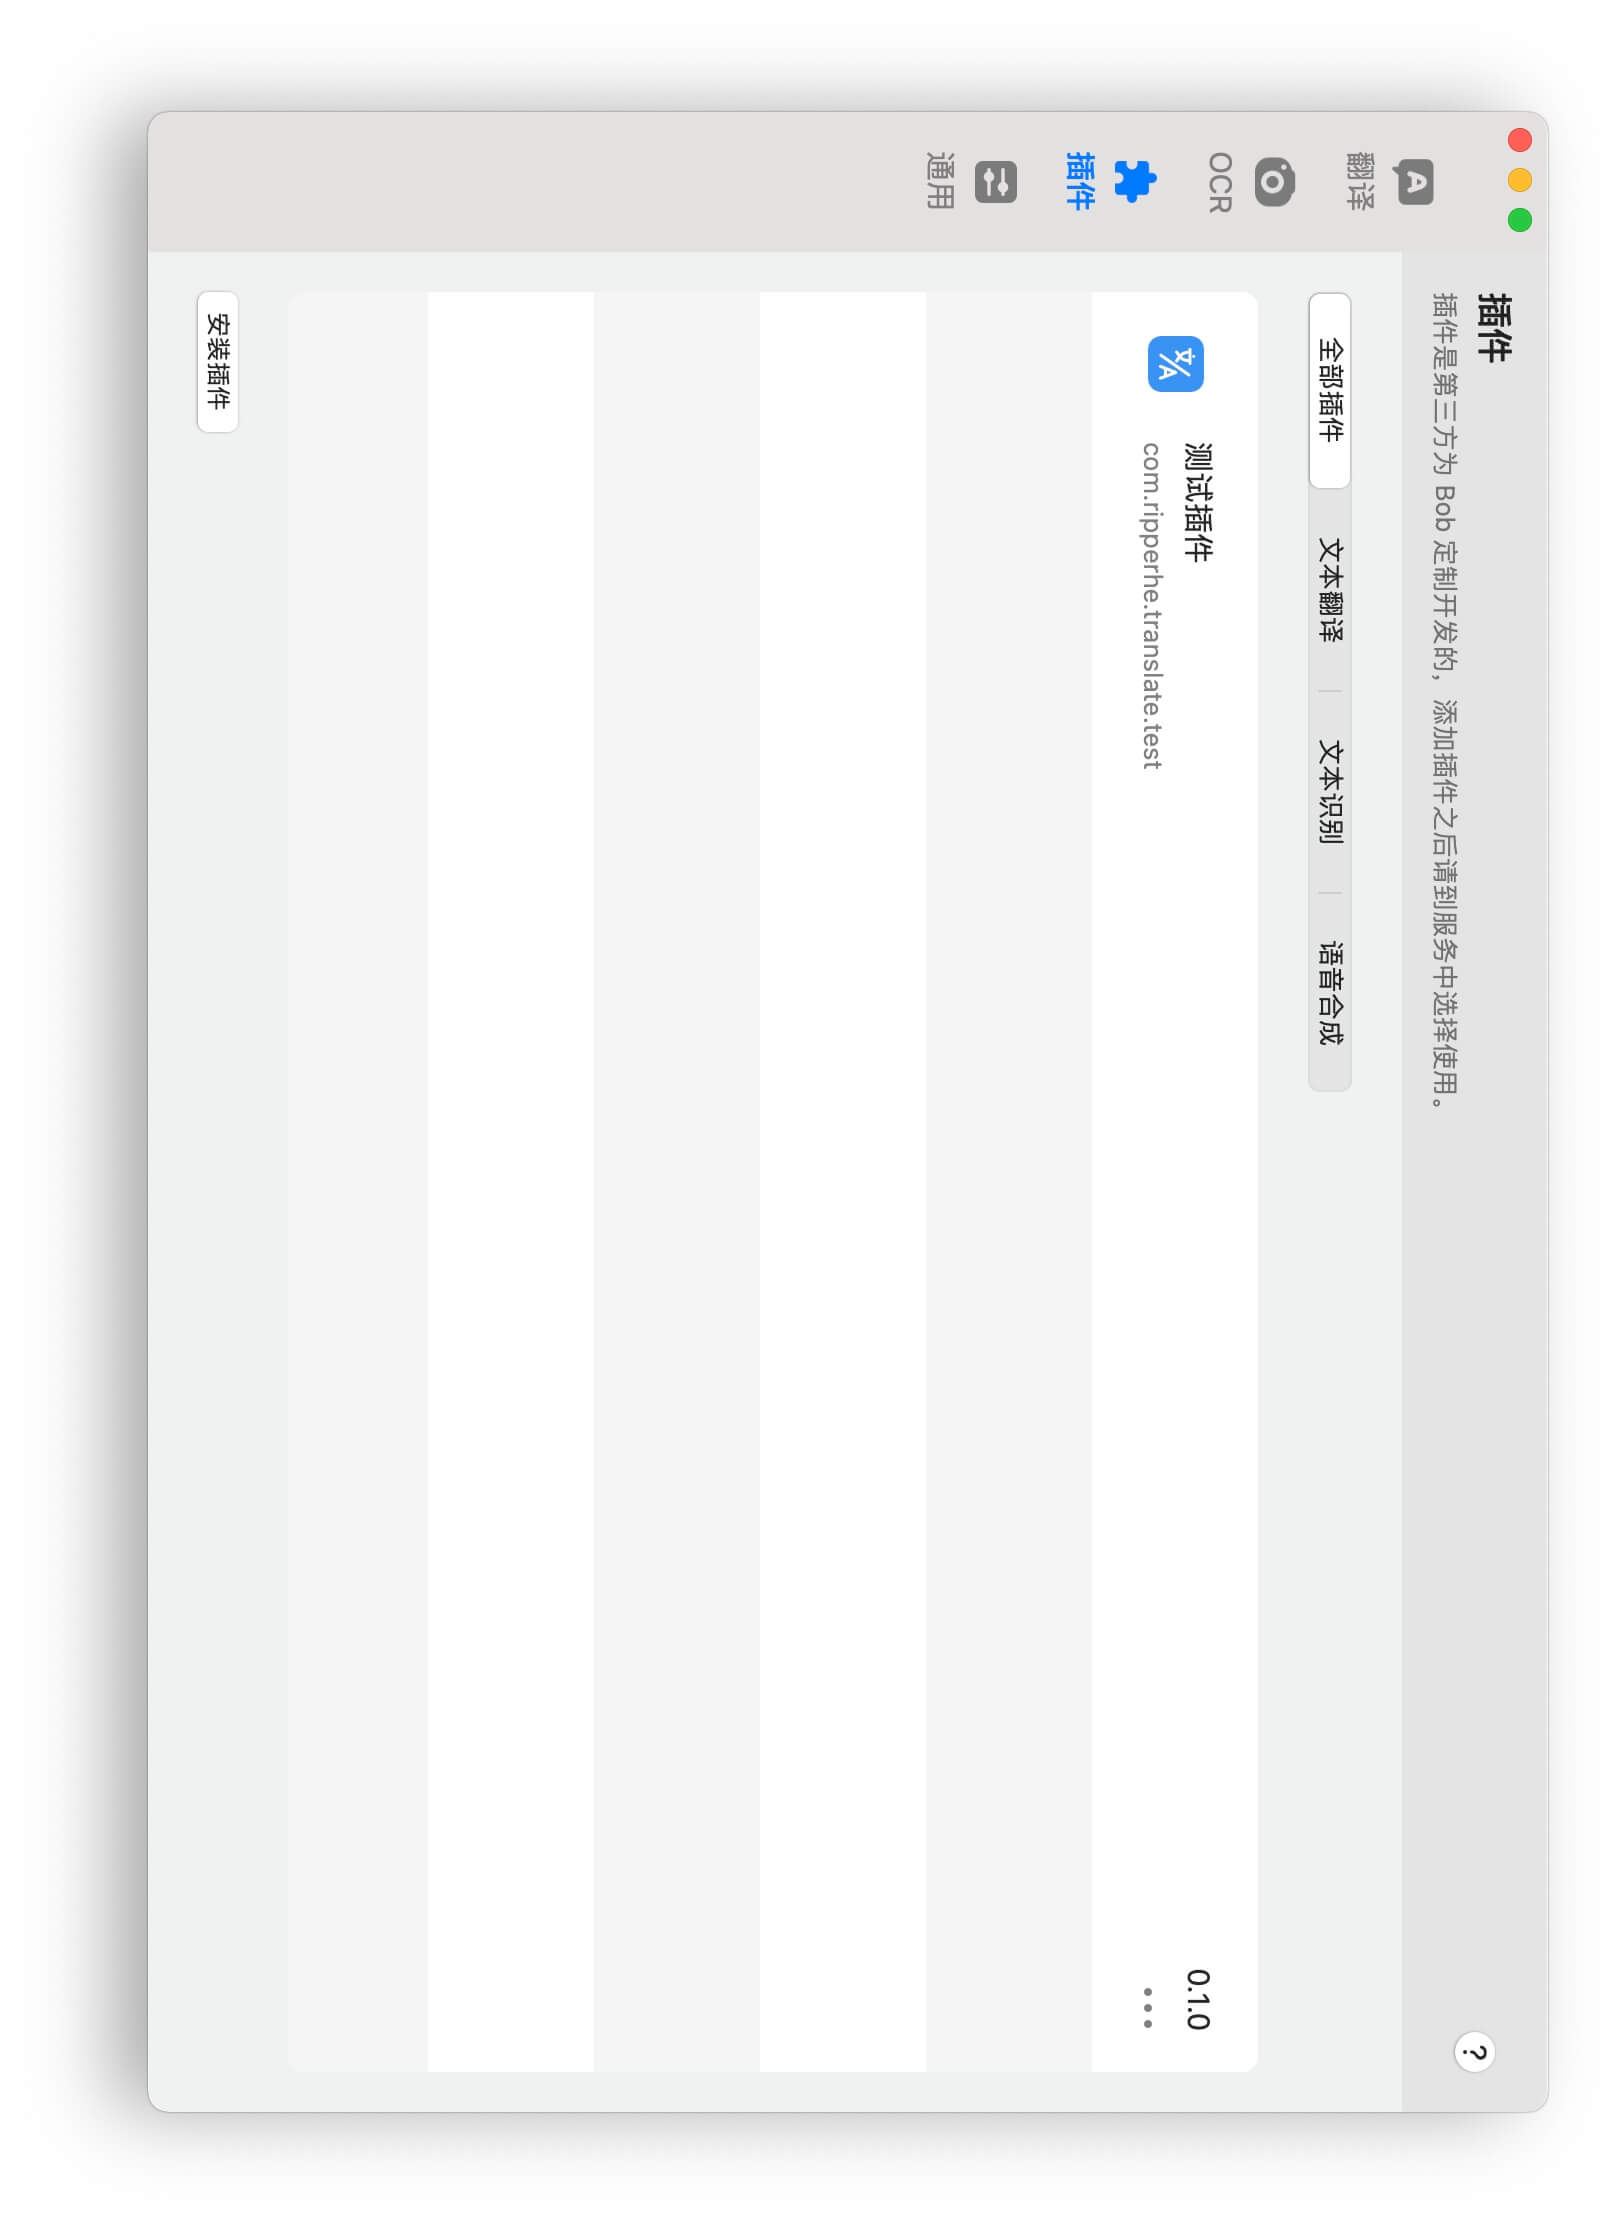 插件
插件是第三方为 Bob 定制开发的，添加插件之后请到服务中选择使用。
?
翻译
OCR
插件
通用
全部插件
文本翻译
文本识别
语音合成
测试插件
0.1.0
com.ripperhe.translate.test
安装插件